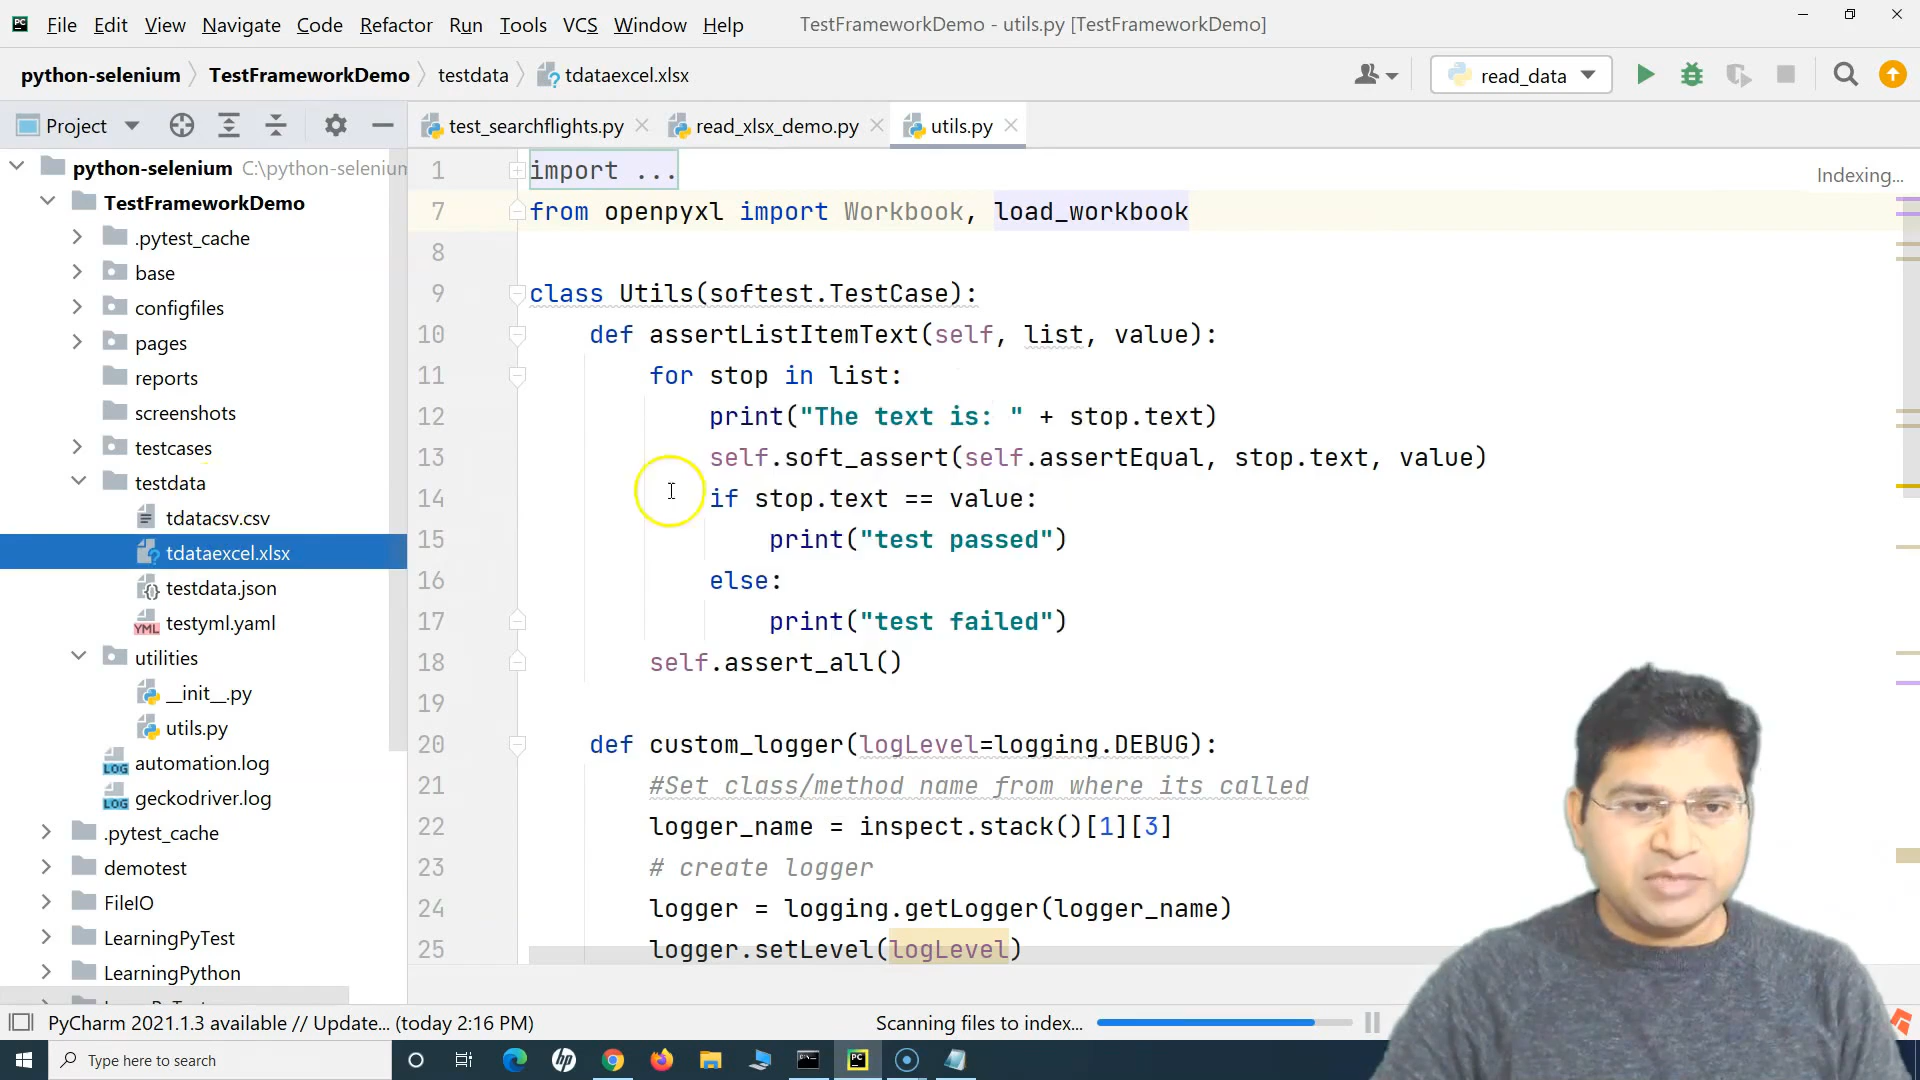 PC File Edit View Navigate Code Refactor Run Tools VCS Window Help TestFrameworkDemo - utils.py [TestFrameworkDemo]
python-selenium TestFrameworkDemo testdata tdataexcel.xlsx read_data
Project test_searchflights.py read_xlsx_demo.py utils.py
python-selenium C:\python-selenium
TestFrameworkDemo
.pytest_cache
base
configfiles
pages
reports
screenshots
testcases
testdata
tdatacsv.csv
tdataexcel.xlsx
testdata.json
YML testyml.yaml
utilities
__init__.py
utils.py
LOG automation.log
LOG geckodriver.log
.pytest_cache
demotest
FileIO
LearningPyTest
LearningPython
Indexing...
1 import ...
7 from openpyxl import Workbook, load_workbook
8
9 class Utils(softest.TestCase):
10 def assertListItemText(self, list, value):
11 for stop in list:
12 print("The text is: " + stop.text)
13 self.soft_assert(self.assertEqual, stop.text, value)
14 if stop.text == value:
15 print("test passed")
16 else:
17 print("test failed")
18 self.assert_all()
19
20 def custom_logger(logLevel=logging.DEBUG):
21 #Set class/method name from where its called
22 logger_name = inspect.stack()[1][3]
23 # create logger
24 logger = logging.getLogger(logger_name)
25 logger.setLevel(logLevel)
PyCharm 2021.1.3 available // Update... (today 2:16 PM) Scanning files to index...
Type here to search hp PC